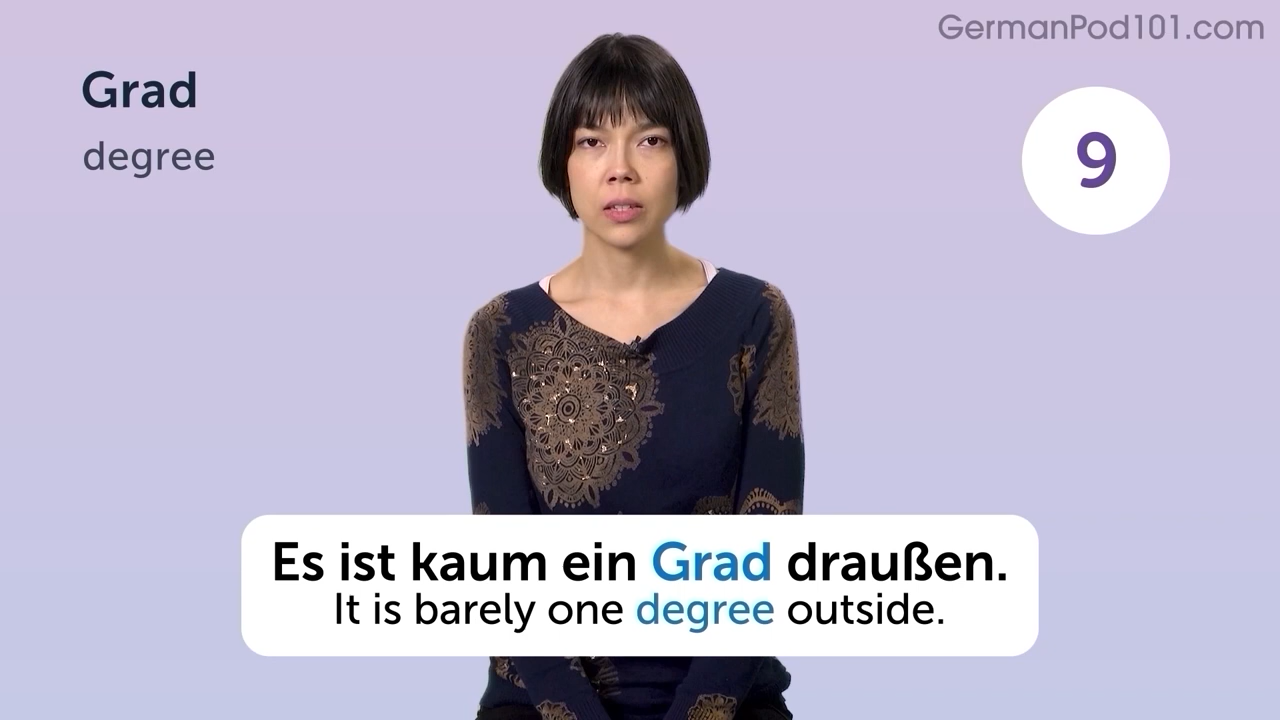 GermanPod101.com
Grad
degree
9
Es ist kaum ein Grad draußen.
It is barely one degree outside.